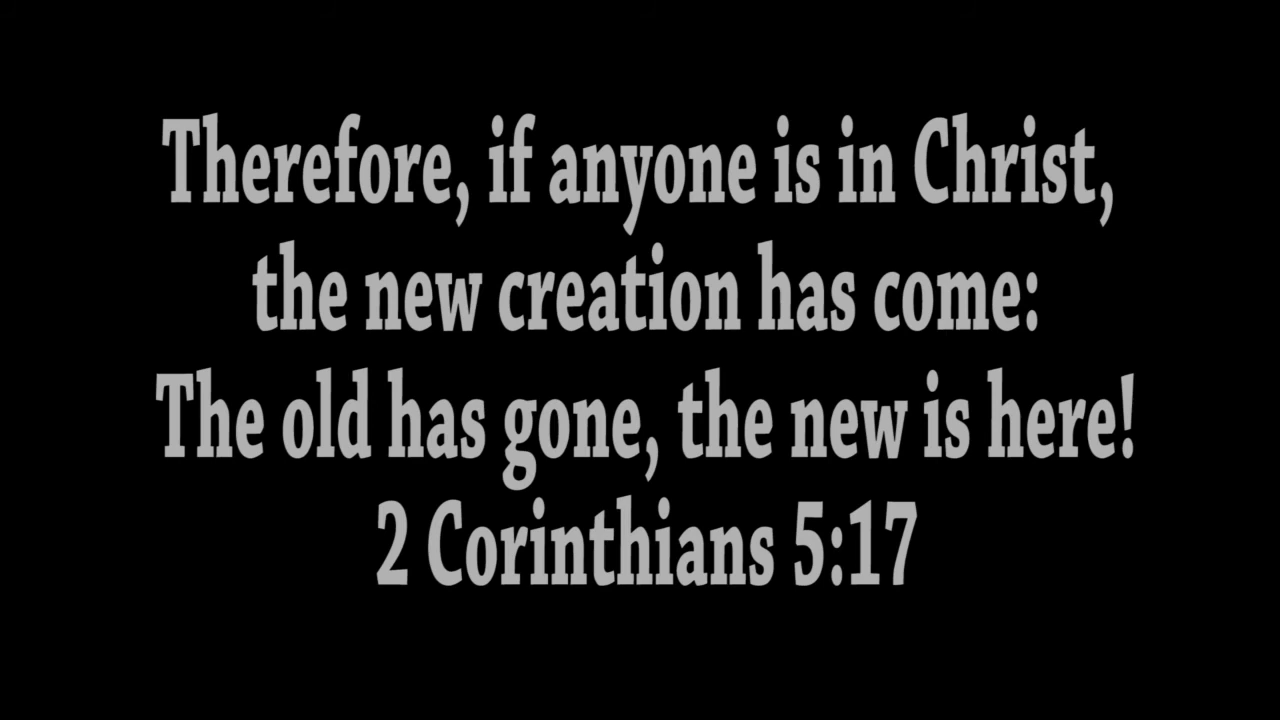 Therefore, if anyone is in Christ,
the new creation has come:
The old has gone, the new is here!
2 Corinthians 5:17